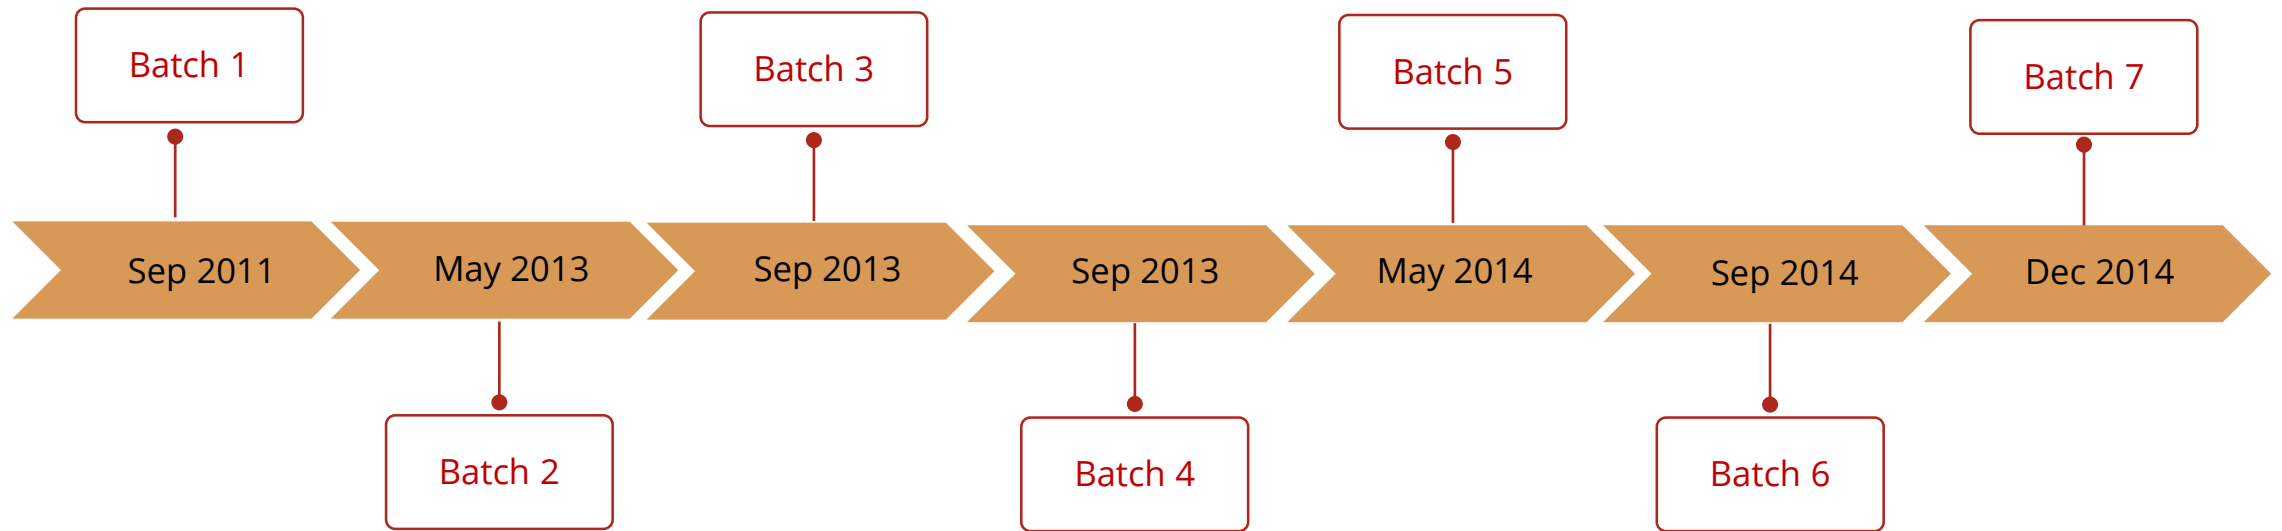 Batch 1
Batch 3
Batch 5
Batch 7
Sep 2011
May 2013
Sep 2013
Sep 2013
May 2014
Sep 2014
Dec 2014
Batch 2
Batch 4
Batch 6